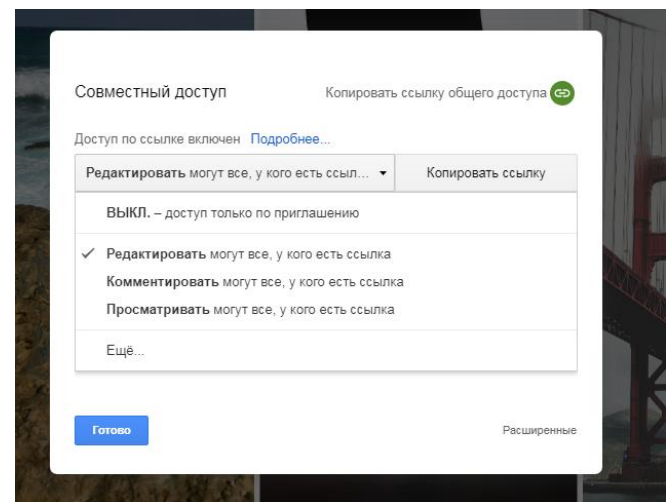 Совместный доступ
Копировать ссылку общего доступа
Доступ по ссылке включен Подробнее...
Редактировать могут все, у кого есть ссыл...
Копировать ссылку
ВЫКЛ. – доступ только по приглашению
Редактировать могут все, у кого есть ссылка
Комментировать могут все, у кого есть ссылка
Просматривать могут все, у кого есть ссылка
Ещё...
Готово
Расширенные